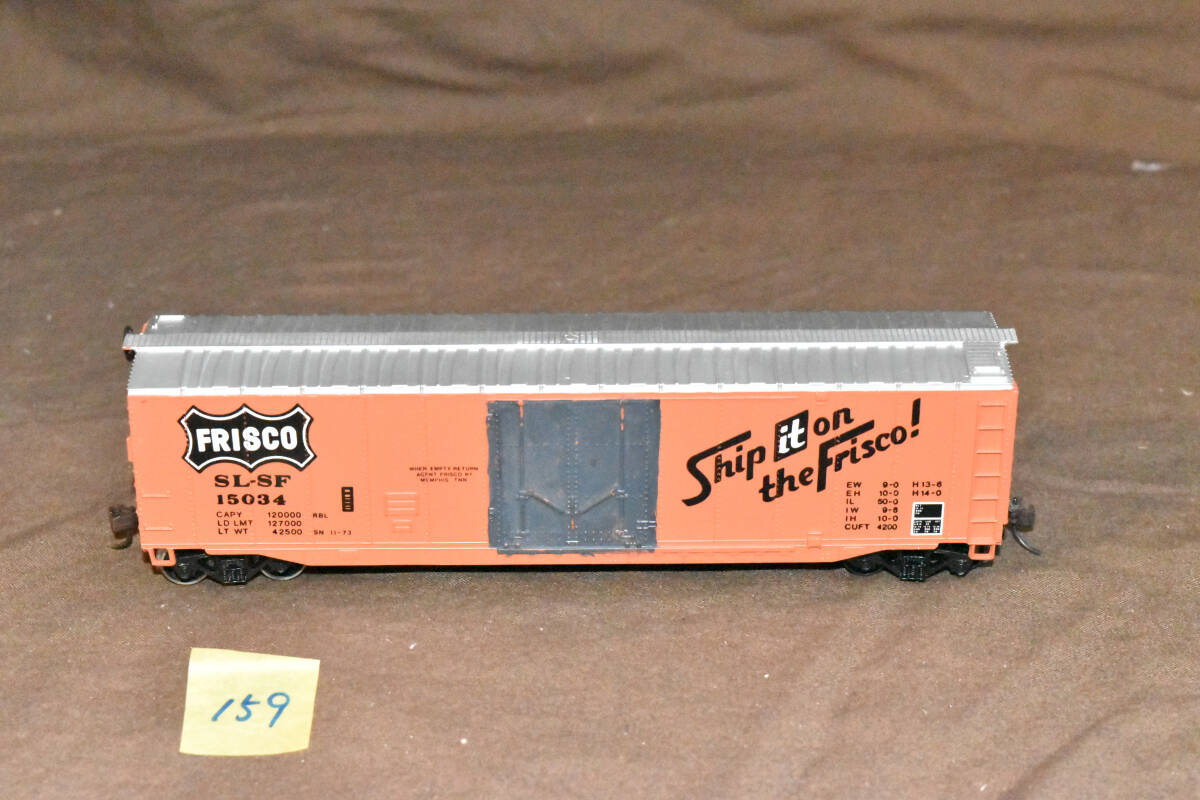 FRISCO
SL-SF
15034
CAPY 120000 RBL
LD LMT 127000
LT WT 42500 SN 11-73
WHEN EMPTY RETURN
AGENT FRISCO RY
MEMPHIS TNN
Ship it on
the Frisco!
EW 9-0 H13-6
EH 10-0 H14-0
IL 50-0
IW 9-6
IH 10-0
CUFT 4200
159